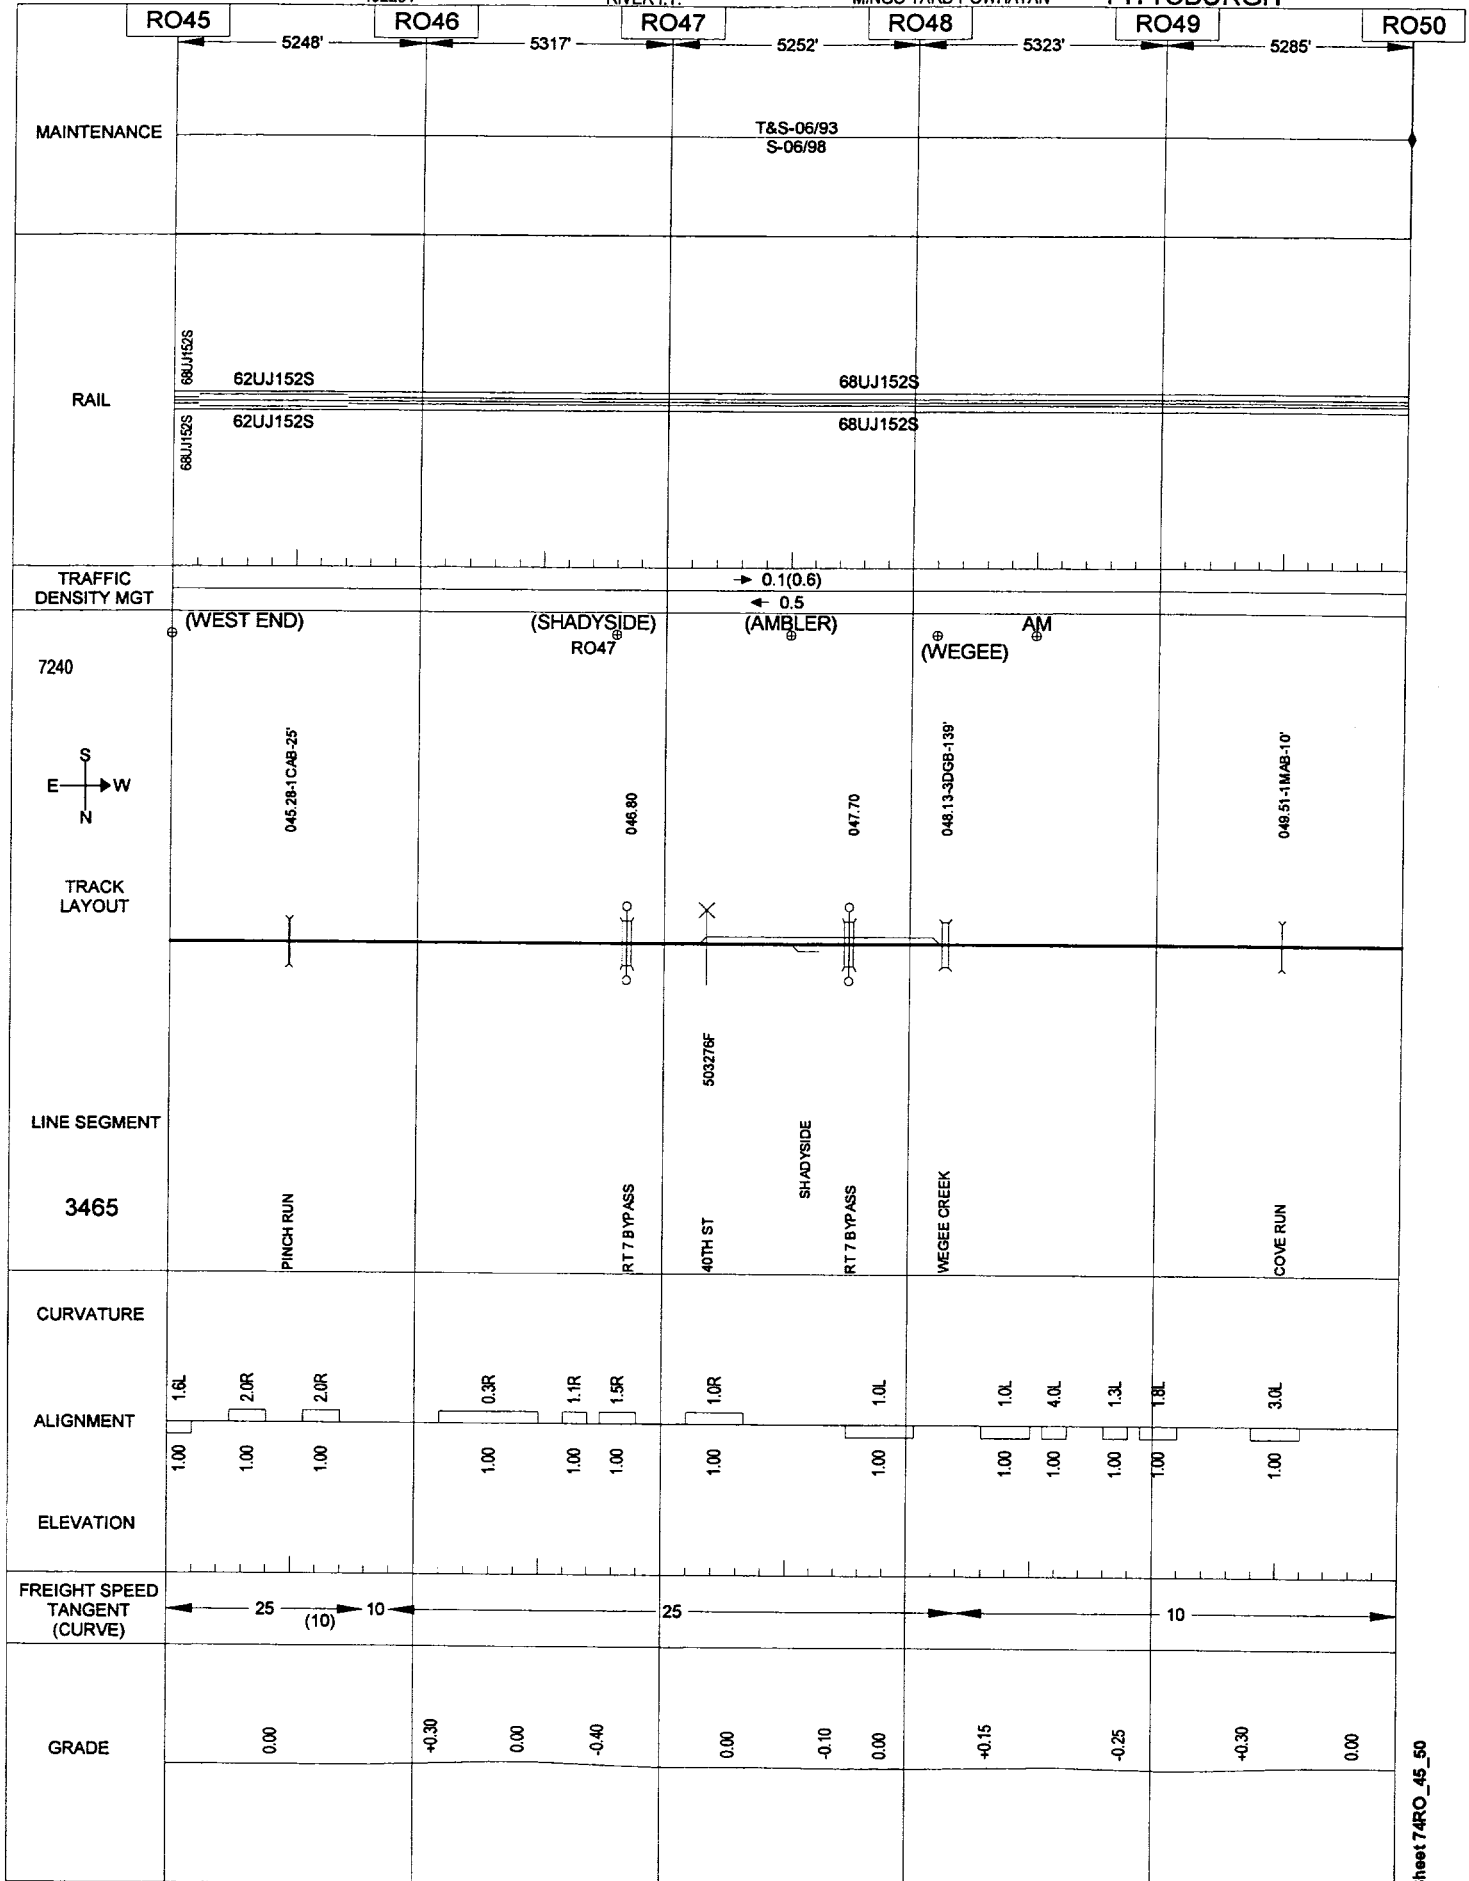 PITTSBURGH
RO45 RO46 RO47 RO48 RO49 RO50
5248' 5317' 5252' 5323' 5285'
MAINTENANCE
T&S-06/93
S-06/98
68UJ152S
62UJ152S 68UJ152S
RAIL
62UJ152S 68UJ152S
68UJ152S
TRAFFIC
DENSITY MGT
0.1(0.6)
0.5
(WEST END) (SHADYSIDE) (AMBLER) AM
RO47 (WEGEE)
7240
S
E W
N
045.28-1CAB-25'
046.80
047.70
048.13-3DGB-139'
049.51-1MAB-10'
TRACK
LAYOUT
503276F
LINE SEGMENT
3465
PINCH RUN
RT 7 BYPASS
40TH ST
SHADYSIDE
RT 7 BYPASS
WEGEE CREEK
COVE RUN
CURVATURE
1.6L 2.0R 2.0R 0.3R 1.1R 1.5R 1.0R 1.0L 1.0L 4.0L 1.3L 1.8L 3.0L
ALIGNMENT
1.00 1.00 1.00 1.00 1.00 1.00 1.00 1.00 1.00 1.00 1.00 1.00 1.00
ELEVATION
FREIGHT SPEED
TANGENT
(CURVE)
25 (10) 10 25 10
GRADE
0.00 +0.30 0.00 -0.40 0.00 -0.10 0.00 +0.15 -0.25 +0.30 0.00
74RO_45_50